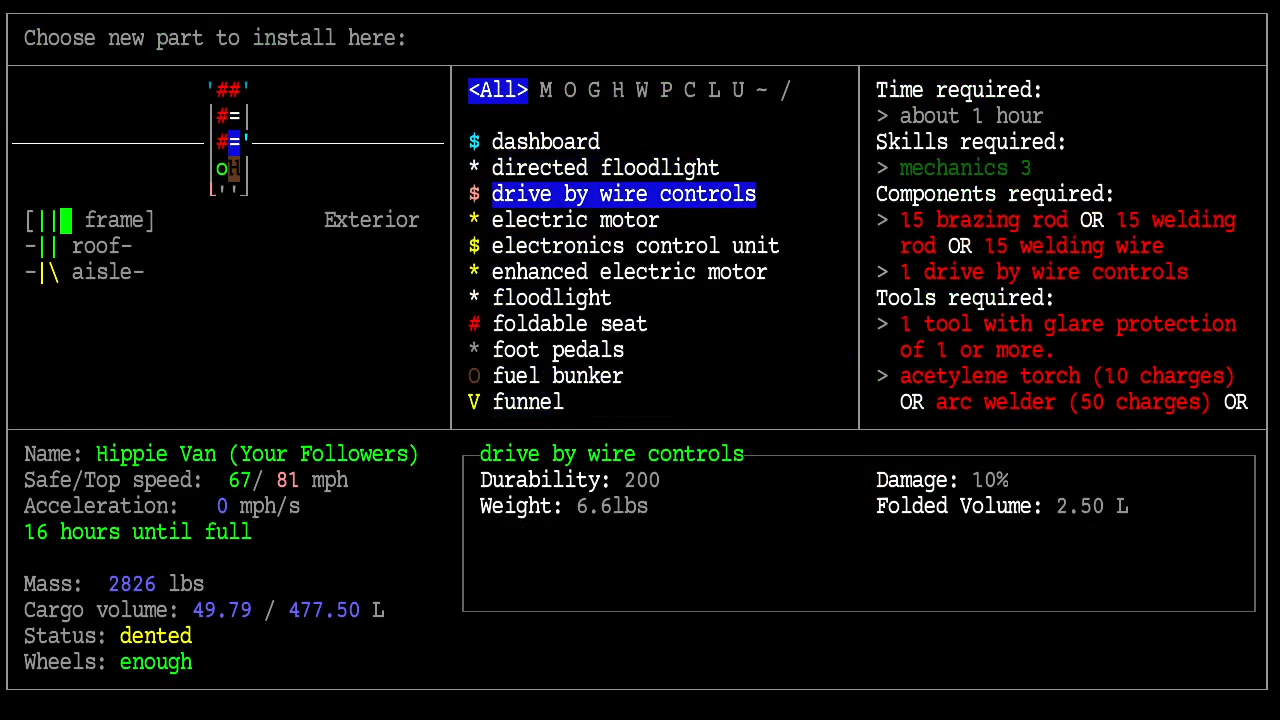 Choose new part to install here:
'##'
|#=|
#='
oH
''
[|| frame] Exterior
-|| roof-
-|\ aisle-
<All> M O G H W P C L U ~ /
$ dashboard
* directed floodlight
$ drive by wire controls
* electric motor
$ electronics control unit
* enhanced electric motor
* floodlight
# foldable seat
* foot pedals
O fuel bunker
V funnel
Time required:
> about 1 hour
Skills required:
> mechanics 3
Components required:
> 15 brazing rod OR 15 welding
rod OR 15 welding wire
> 1 drive by wire controls
Tools required:
> 1 tool with glare protection
of 1 or more.
> acetylene torch (10 charges)
OR arc welder (50 charges) OR
Name: Hippie Van (Your Followers)
Safe/Top speed: 67/ 81 mph
Acceleration: 0 mph/s
16 hours until full
Mass: 2826 lbs
Cargo volume: 49.79 / 477.50 L
Status: dented
Wheels: enough
drive by wire controls
Durability: 200
Weight: 6.6lbs
Damage: 10%
Folded Volume: 2.50 L